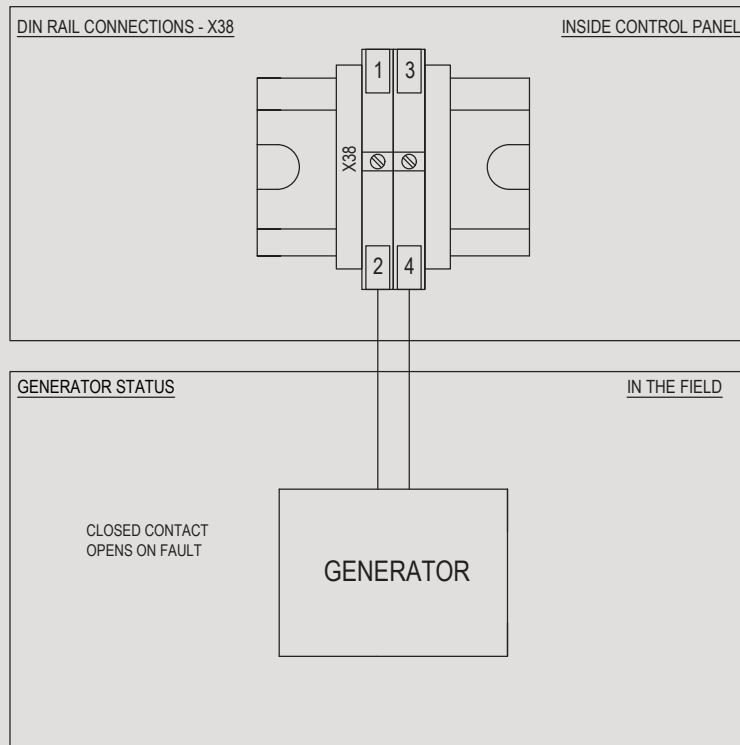 DIN RAIL CONNECTIONS - X38
INSIDE CONTROL PANEL
1 3
X38
2 4
GENERATOR STATUS
IN THE FIELD
CLOSED CONTACT
OPENS ON FAULT
GENERATOR